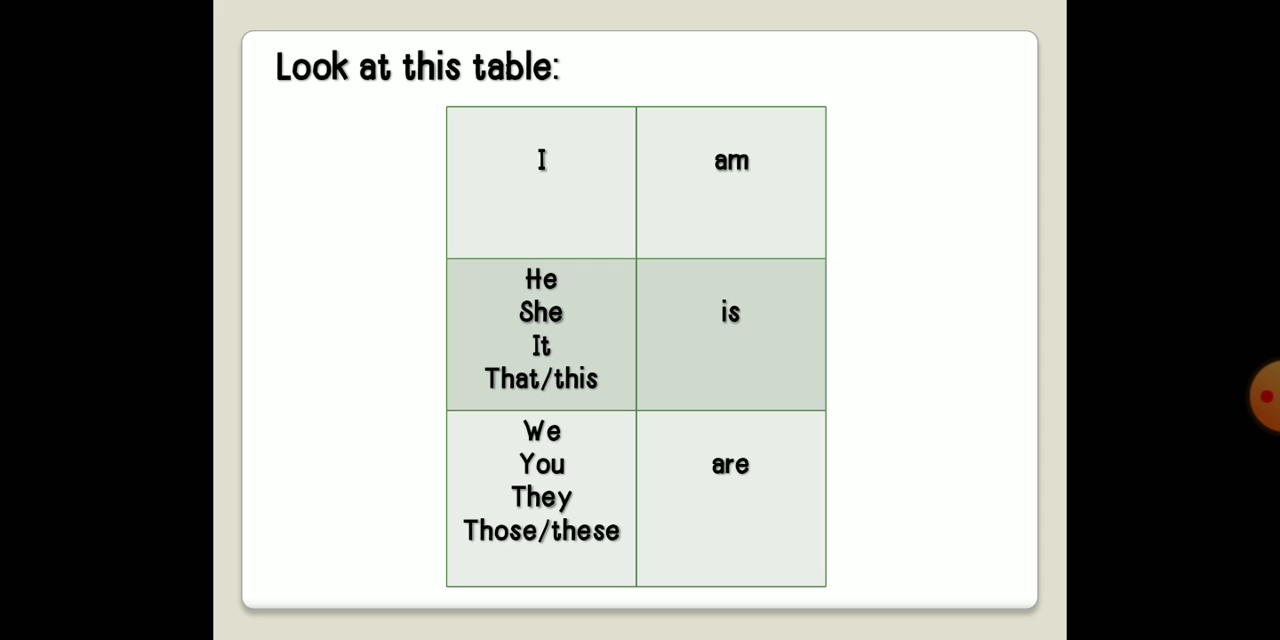 Look at this table:
I
am
He
She
It
That/this
is
We
You
They
Those/these
are